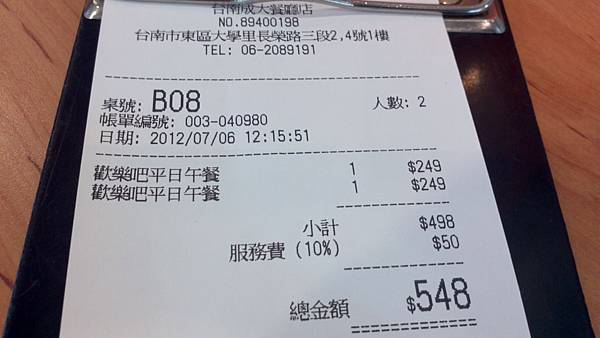 台南成大餐廳店
NO.89400198
台南市東區大學里長榮路三段2,4號1樓
TEL: 06-2089191
桌號: B08 人數: 2
帳單編號: 003-040980
日期: 2012/07/06 12:15:51
歡樂吧平日午餐 1 $249
歡樂吧平日午餐 1 $249
小計 $498
服務費 (10%) $50
總金額 $548